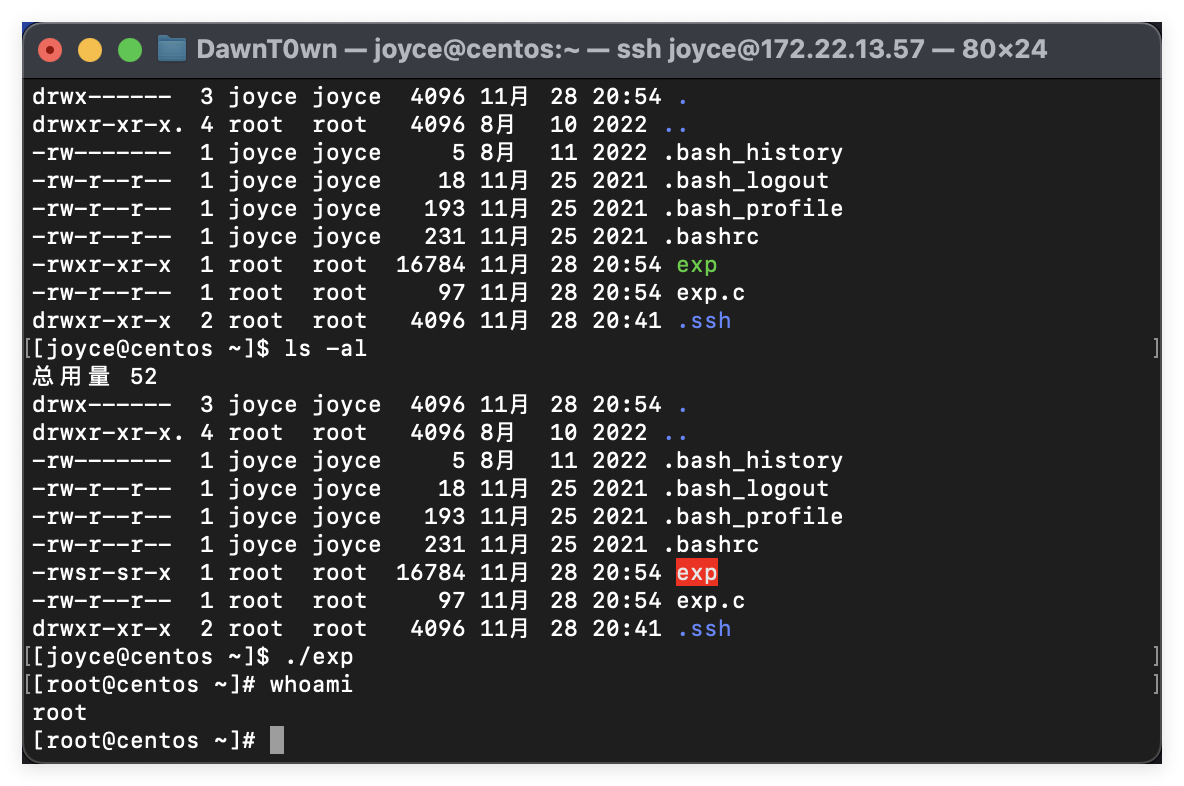 DawnT0wn — joyce@centos:~ — ssh joyce@172.22.13.57 — 80×24
drwx------  3 joyce joyce  4096 11月  28 20:54 .
drwxr-xr-x. 4 root  root   4096 8月   10 2022 ..
-rw-------  1 joyce joyce     5 8月   11 2022 .bash_history
-rw-r--r--  1 joyce joyce    18 11月  25 2021 .bash_logout
-rw-r--r--  1 joyce joyce   193 11月  25 2021 .bash_profile
-rw-r--r--  1 joyce joyce   231 11月  25 2021 .bashrc
-rwxr-xr-x  1 root  root  16784 11月  28 20:54 exp
-rw-r--r--  1 root  root     97 11月  28 20:54 exp.c
drwxr-xr-x  2 root  root   4096 11月  28 20:41 .ssh
[[joyce@centos ~]$ ls -al ]
总用量 52
drwx------  3 joyce joyce  4096 11月  28 20:54 .
drwxr-xr-x. 4 root  root   4096 8月   10 2022 ..
-rw-------  1 joyce joyce     5 8月   11 2022 .bash_history
-rw-r--r--  1 joyce joyce    18 11月  25 2021 .bash_logout
-rw-r--r--  1 joyce joyce   193 11月  25 2021 .bash_profile
-rw-r--r--  1 joyce joyce   231 11月  25 2021 .bashrc
-rwsr-sr-x  1 root  root  16784 11月  28 20:54 exp
-rw-r--r--  1 root  root     97 11月  28 20:54 exp.c
drwxr-xr-x  2 root  root   4096 11月  28 20:41 .ssh
[[joyce@centos ~]$ ./exp ]
[[root@centos ~]# whoami ]
root
[root@centos ~]#